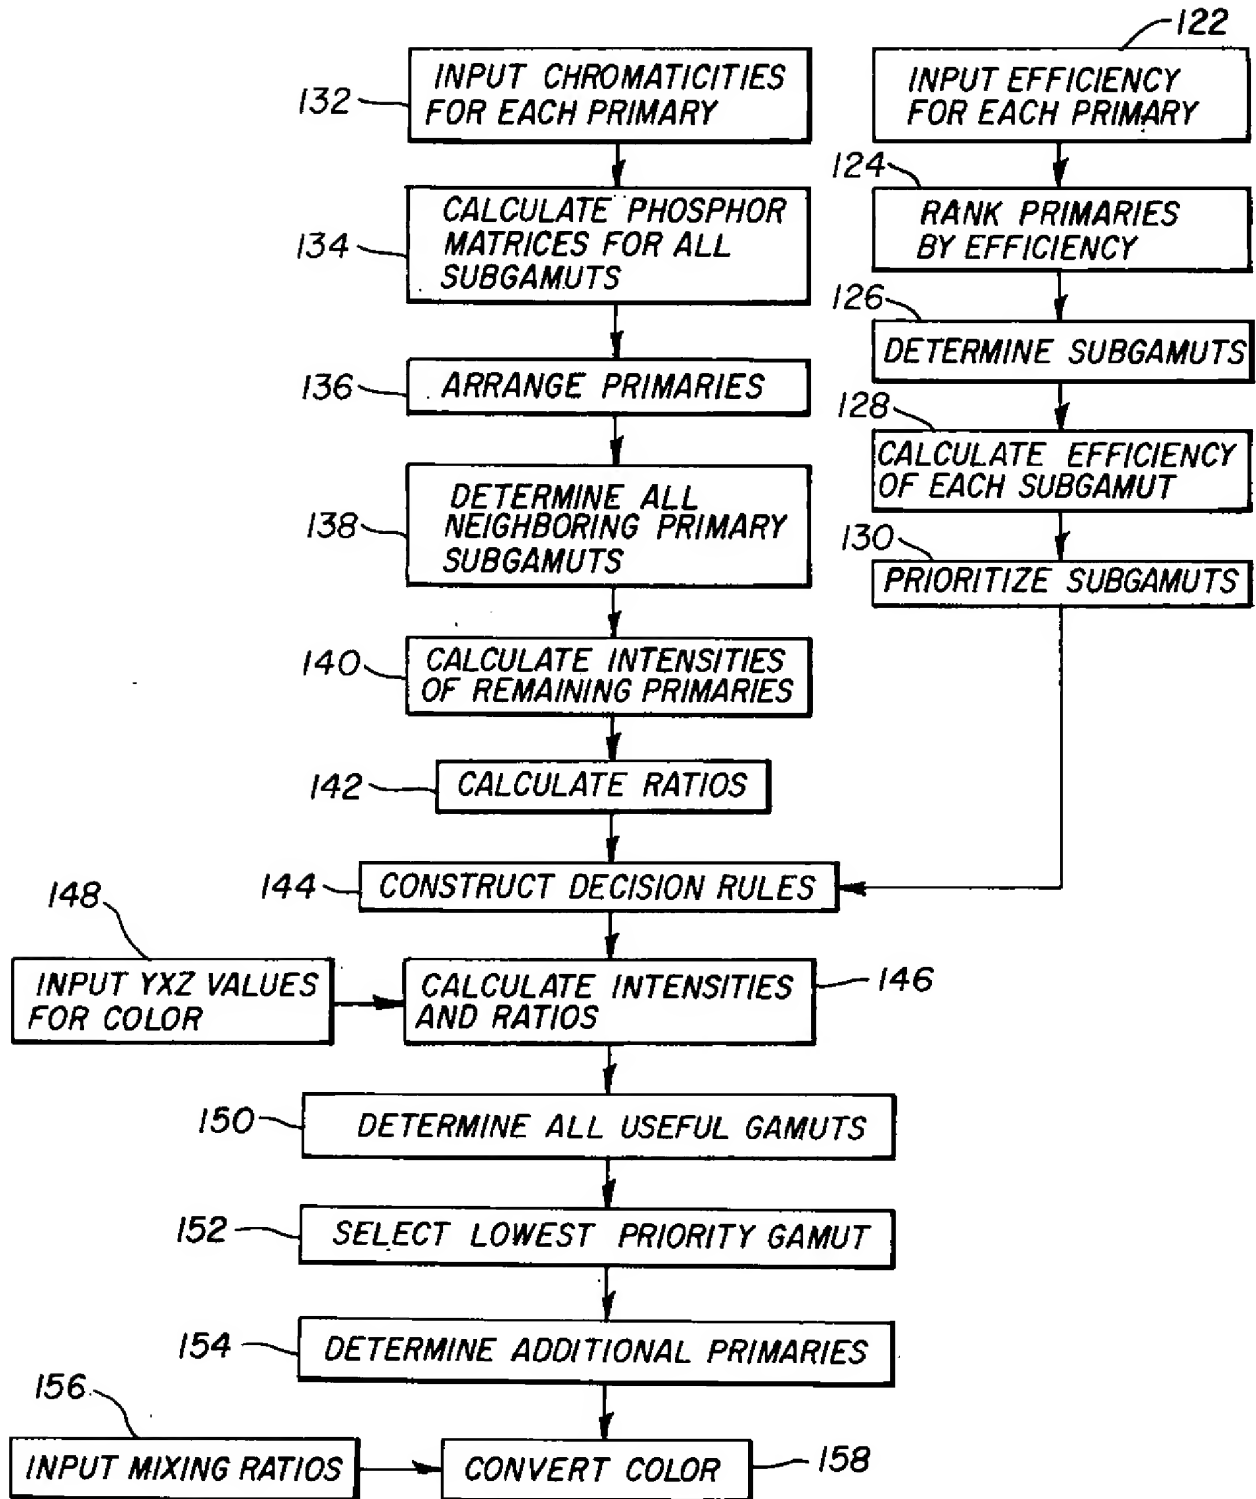 122
INPUT CHROMATICITIES
FOR EACH PRIMARY
132
INPUT EFFICIENCY
FOR EACH PRIMARY
124
CALCULATE PHOSPHOR
MATRICES FOR ALL
SUBGAMUTS
134
RANK PRIMARIES
BY EFFICIENCY
126
DETERMINE SUBGAMUTS
136
ARRANGE PRIMARIES
128
CALCULATE EFFICIENCY
OF EACH SUBGAMUT
138
DETERMINE ALL
NEIGHBORING PRIMARY
SUBGAMUTS
130
PRIORITIZE SUBGAMUTS
140
CALCULATE INTENSITIES
OF REMAINING PRIMARIES
142
CALCULATE RATIOS
144
CONSTRUCT DECISION RULES
148
INPUT YXZ VALUES
FOR COLOR
CALCULATE INTENSITIES
AND RATIOS
146
150
DETERMINE ALL USEFUL GAMUTS
152
SELECT LOWEST PRIORITY GAMUT
154
DETERMINE ADDITIONAL PRIMARIES
156
INPUT MIXING RATIOS
CONVERT COLOR
158